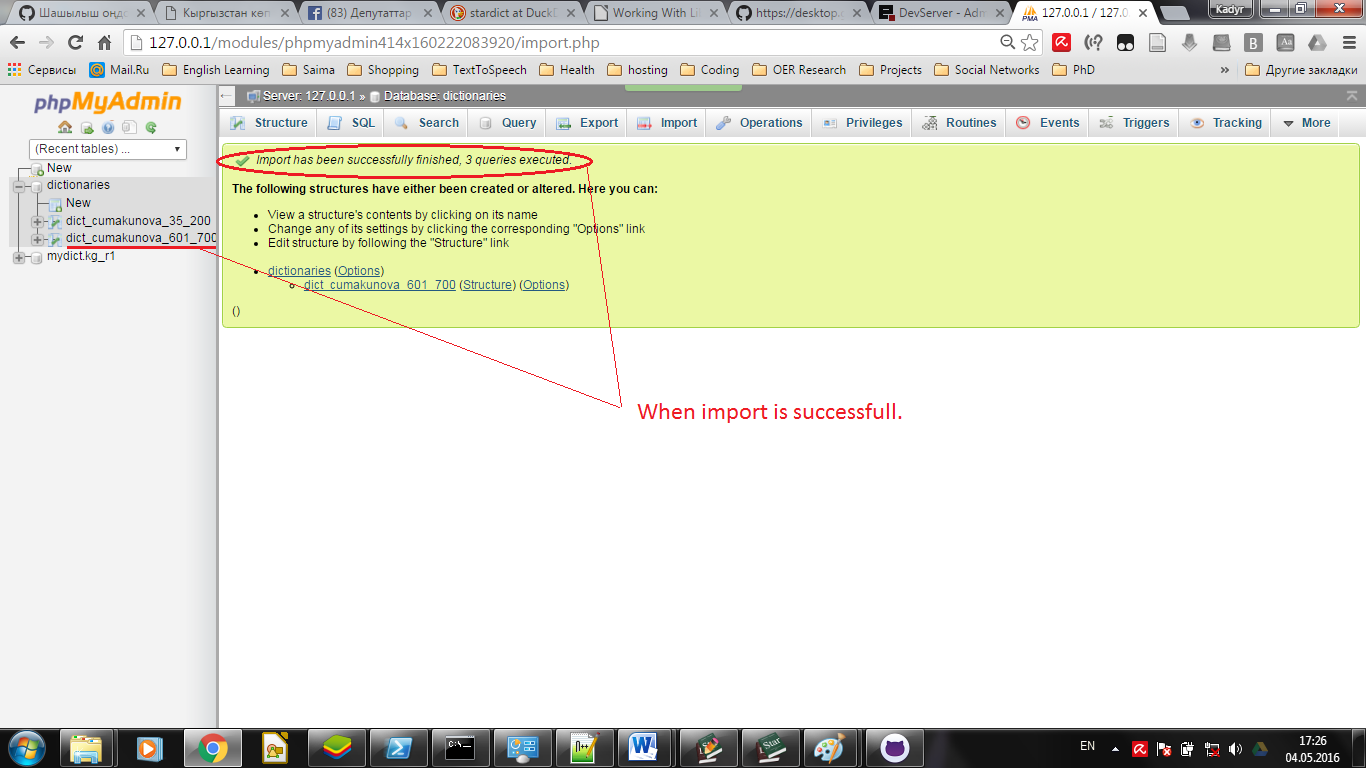 Шашылыш оңдө
Кыргызстан көп
(83) Депутаттар
stardict at DuckD
Working With Lib
https://desktop.g
DevServer - Adm
127.0.0.1 / 127.0.
Kadyr
127.0.0.1/modules/phpmyadmin414x160222083920/import.php
Сервисы Mail.Ru English Learning Saima Shopping TextToSpeech Health hosting Coding OER Research Projects Social Networks PhD » Другие закладки
phpMyAdmin
(Recent tables) ...
New
dictionaries
New
dict_cumakunova_35_200
dict_cumakunova_601_700
mydict.kg_r1
Server: 127.0.0.1 » Database: dictionaries
Structure SQL Search Query Export Import Operations Privileges Routines Events Triggers Tracking More
Import has been successfully finished, 3 queries executed.
The following structures have either been created or altered. Here you can:
View a structure's contents by clicking on its name
Change any of its settings by clicking the corresponding "Options" link
Edit structure by following the "Structure" link
dictionaries (Options)
dict_cumakunova_601_700 (Structure) (Options)
()
When import is successfull.
EN
17:26
04.05.2016